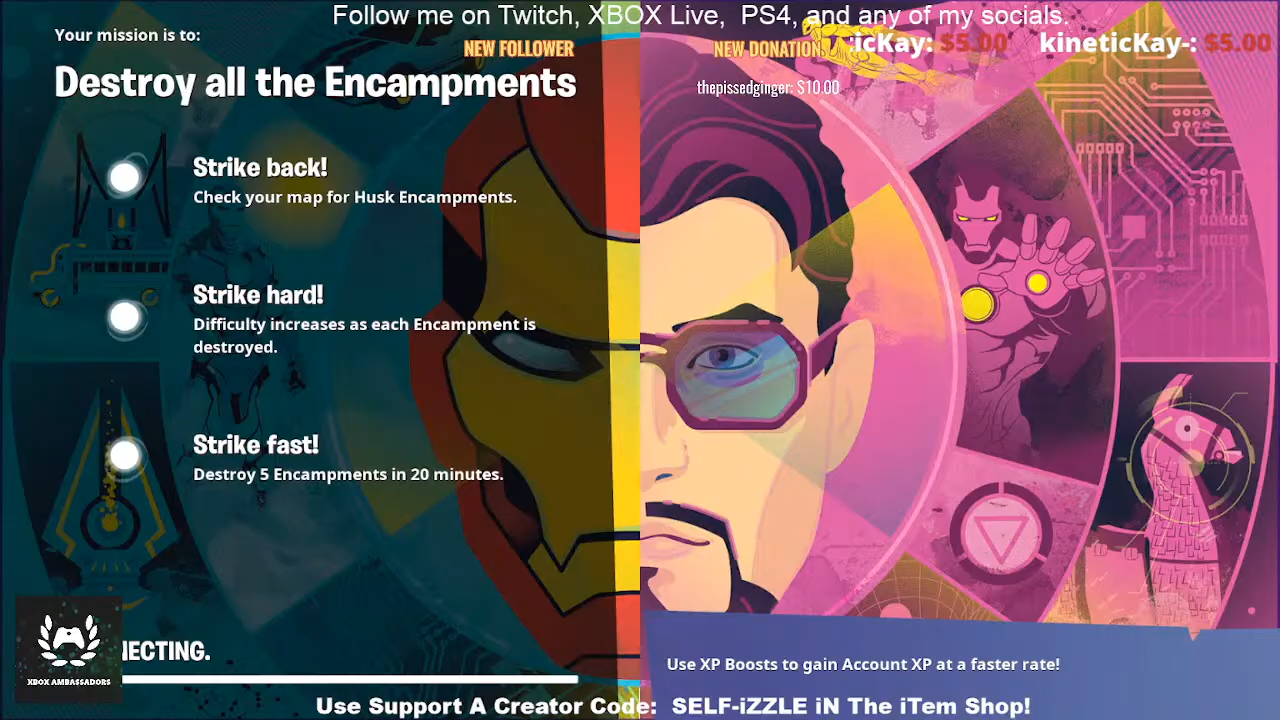 Follow me on Twitch, XBOX Live, PS4, and any of my socials.
Your mission is to:
NEW FOLLOWER
NEW DONATION
icKay: $5.00 kineticKay-: $5.00
Destroy all the Encampments
thepissedginger: $10.00
Strike back!
Check your map for Husk Encampments.
Strike hard!
Difficulty increases as each Encampment is
destroyed.
Strike fast!
Destroy 5 Encampments in 20 minutes.
NECTING.
XBOX AMBASSADORS
Use XP Boosts to gain Account XP at a faster rate!
Use Support A Creator Code: SELF-iZZLE iN The iTem Shop!